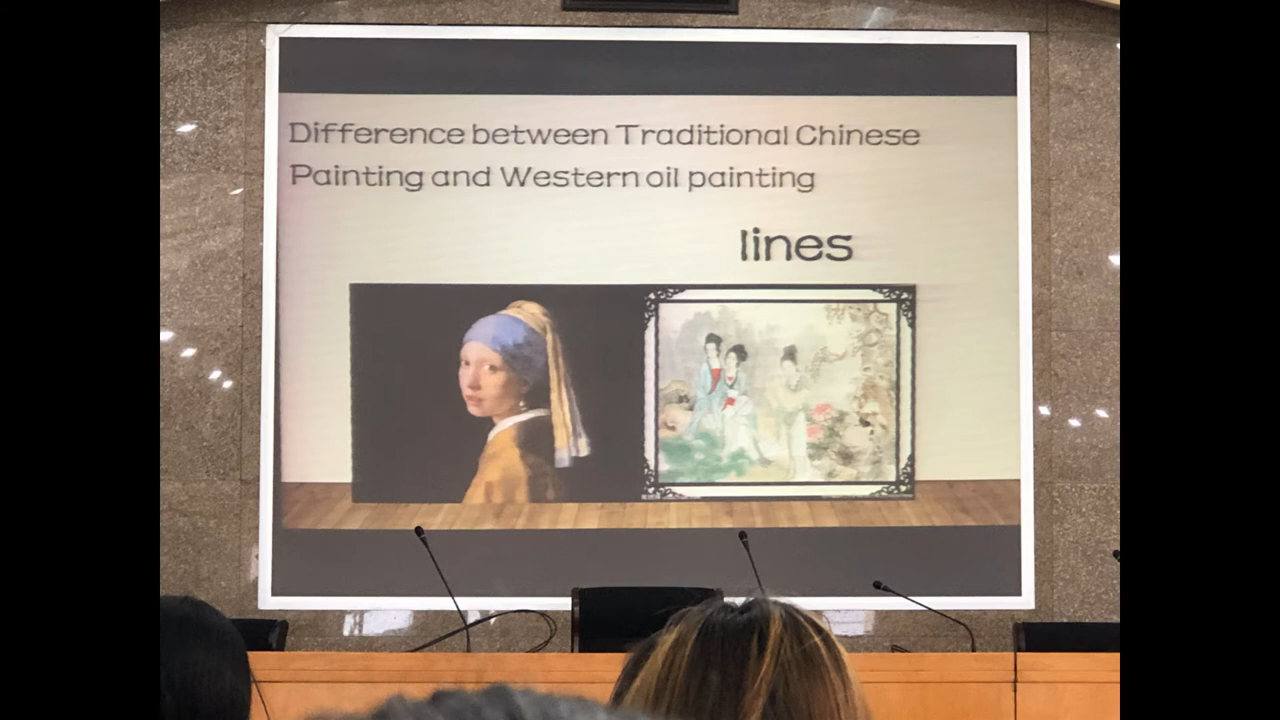 Difference between Traditional Chinese
Painting and Western oil painting
lines